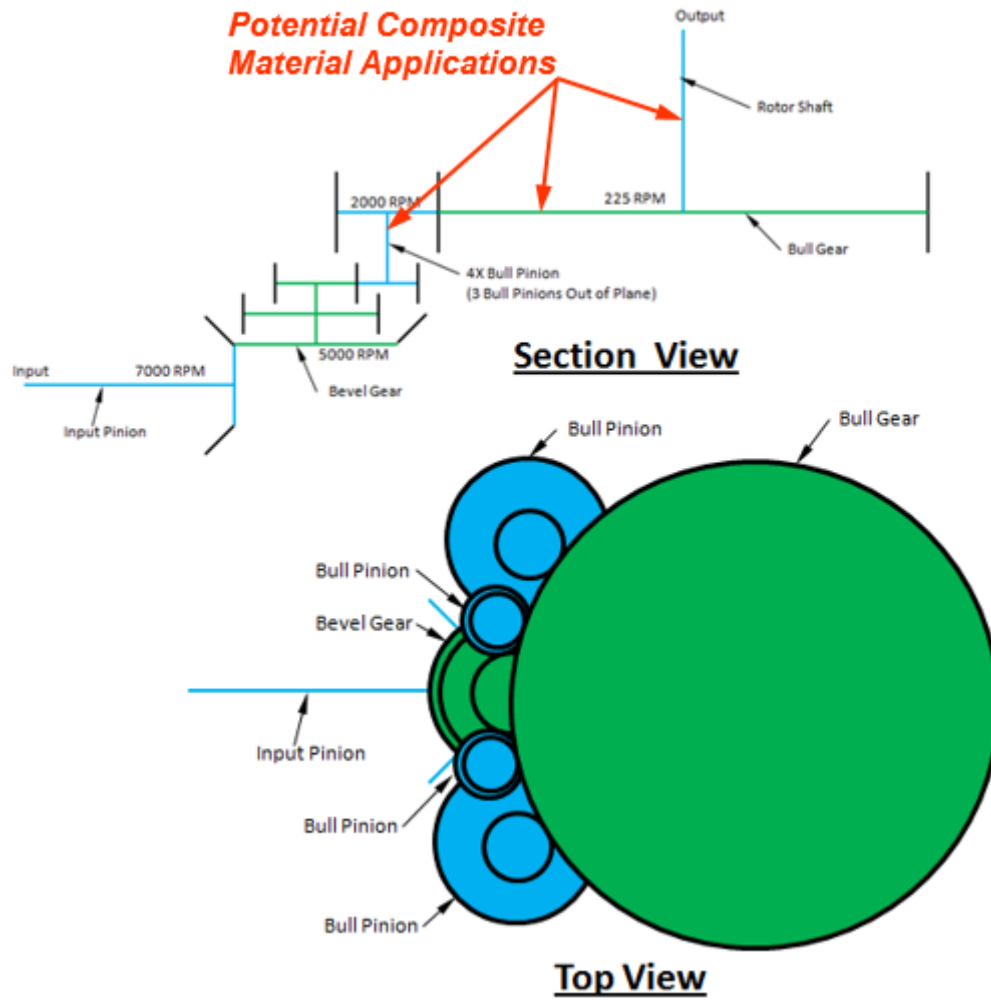 Potential Composite
Material Applications
Output
Rotor Shaft
2000 RPM
225 RPM
Bull Gear
4X Bull Pinion
(3 Bull Pinions Out of Plane)
5000 RPM
Bevel Gear
Input
7000 RPM
Input Pinion
Section View
Bull Pinion
Bull Gear
Bull Pinion
Bevel Gear
Input Pinion
Bull Pinion
Bull Pinion
Top View